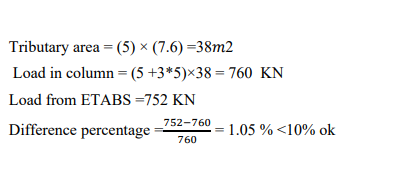 Tributary area = (5) × (7.6) =38m2
Load in column = (5 +3*5)×38 = 760 KN
Load from ETABS =752 KN
Difference percentage = 752−760/760 = 1.05 % <10% ok